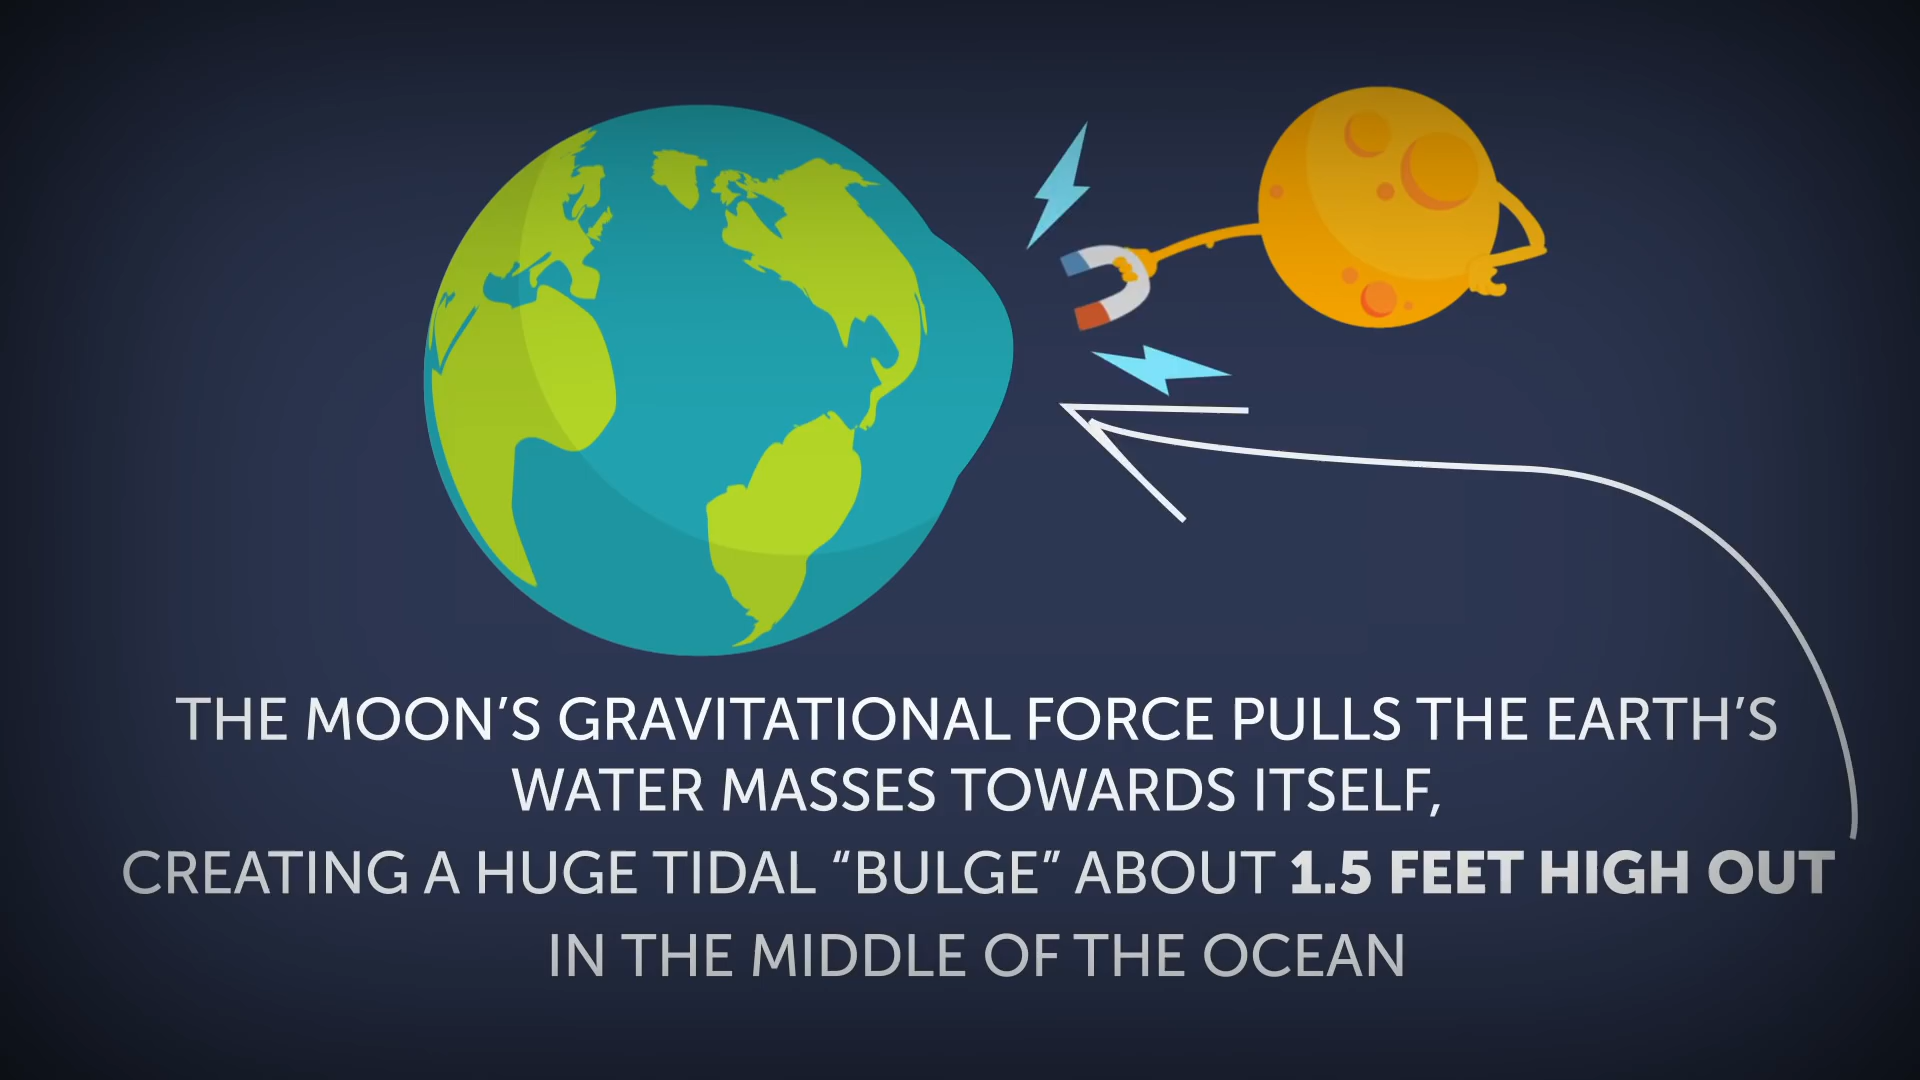 THE MOON’S GRAVITATIONAL FORCE PULLS THE EARTH’S
WATER MASSES TOWARDS ITSELF,
CREATING A HUGE TIDAL “BULGE” ABOUT 1.5 FEET HIGH OUT
IN THE MIDDLE OF THE OCEAN